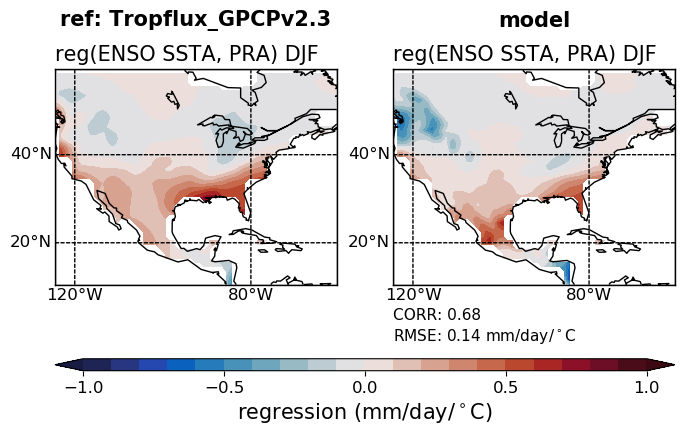 ref: Tropflux_GPCPv2.3
model
reg(ENSO SSTA, PRA) DJF
reg(ENSO SSTA, PRA) DJF
40°N
40°N
20°N
20°N
120°W
80°W
120°W
80°W
CORR: 0.68
RMSE: 0.14 mm/day/°C
−1.0
−0.5
0.0
0.5
1.0
regression (mm/day/°C)